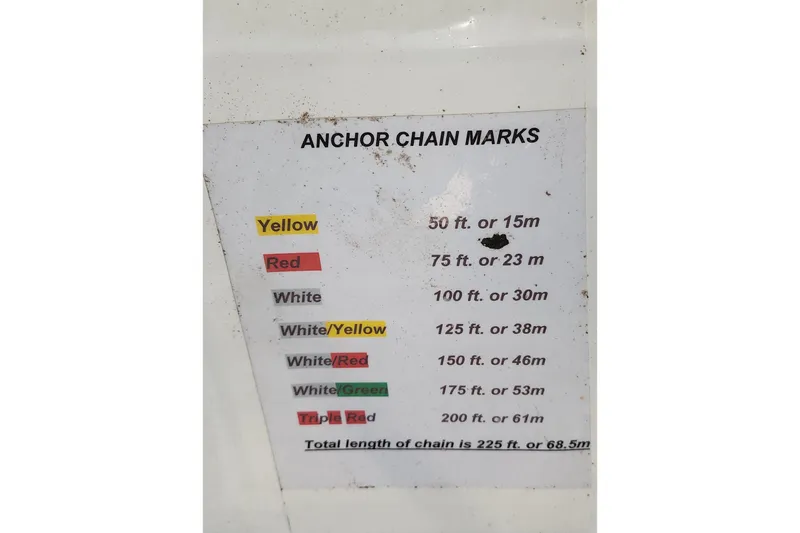 ANCHOR CHAIN MARKS
Yellow 50 ft. or 15m
Red 75 ft. or 23 m
White 100 ft. or 30m
White/Yellow 125 ft. or 38m
White/Red 150 ft. or 46m
White/Green 175 ft. or 53m
Triple Red 200 ft. or 61m
Total length of chain is 225 ft. or 68.5m